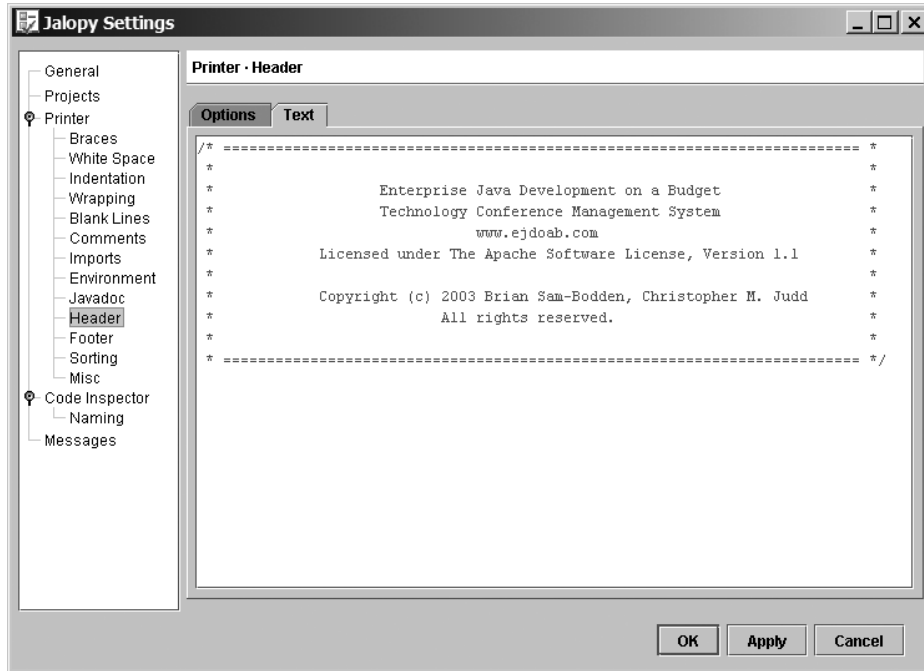 Jalopy Settings
General
Projects
Printer
Braces
White Space
Indentation
Wrapping
Blank Lines
Comments
Imports
Environment
Javadoc
Header
Footer
Sorting
Misc
Code Inspector
Naming
Messages
Printer · Header
Options Text
/* ========================================================================= *
* *
* Enterprise Java Development on a Budget *
* Technology Conference Management System *
* www.ejdoab.com *
* Licensed under The Apache Software License, Version 1.1 *
* *
* Copyright (c) 2003 Brian Sam-Bodden, Christopher M. Judd *
* All rights reserved. *
* *
* ========================================================================= */
OK Apply Cancel